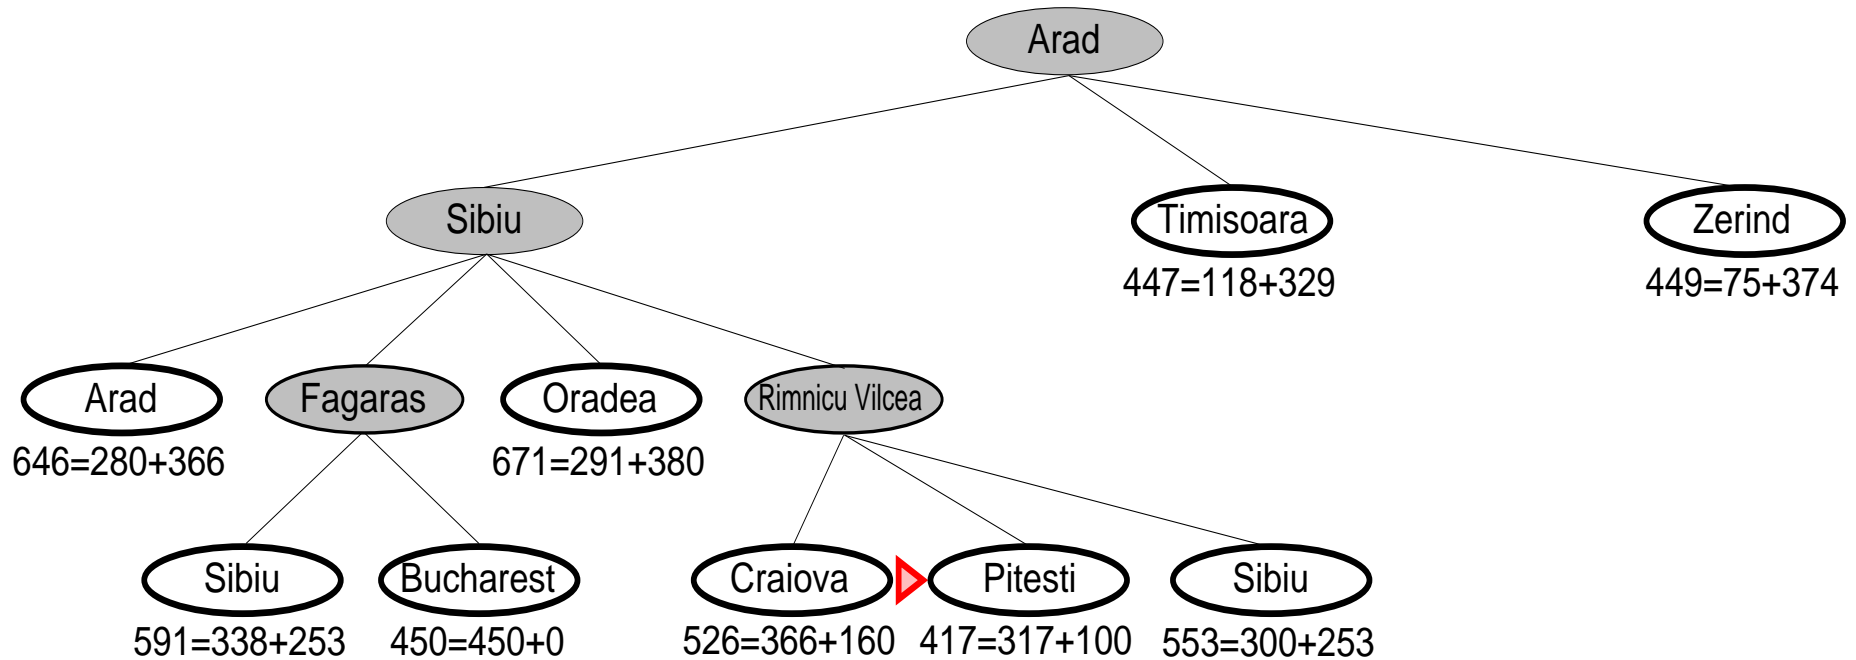 Arad
Sibiu
Timisoara
Zerind
447=118+329
449=75+374
Arad
Fagaras
Oradea
Rimnicu Vilcea
646=280+366
671=291+380
Sibiu
Bucharest
Craiova
Pitesti
Sibiu
591=338+253
450=450+0
526=366+160
417=317+100
553=300+253